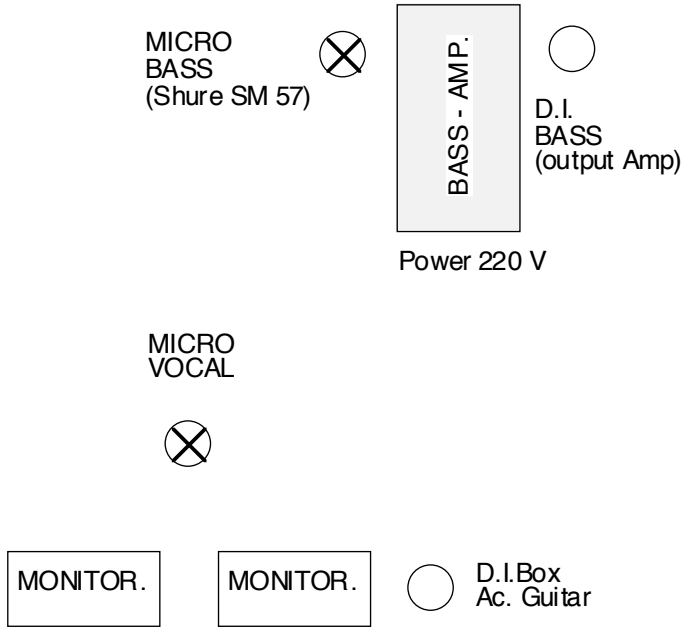 MICRO
BASS
(Shure SM 57)
BASS - AMP.
D.I.
BASS
(output Amp)
Power 220 V
MICRO
VOCAL
MONITOR.
MONITOR.
D.I.Box
Ac. Guitar